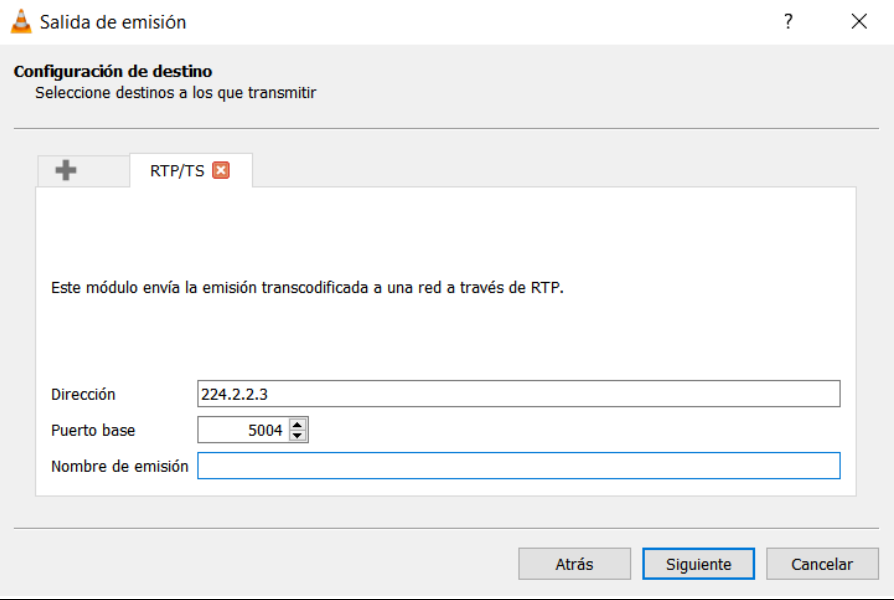 Salida de emisión ?
Configuración de destino
Seleccione destinos a los que transmitir
RTP/TS
Este módulo envía la emisión transcodificada a una red a través de RTP.
Dirección 224.2.2.3
Puerto base 5004
Nombre de emisión
Atrás Siguiente Cancelar